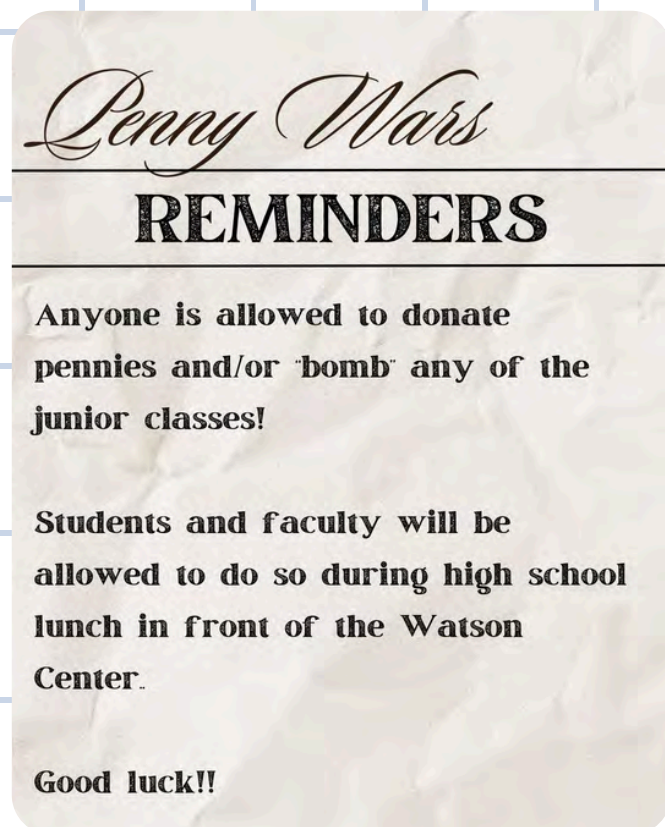 Penny Wars
REMINDERS
Anyone is allowed to donate
pennies and/or "bomb" any of the
junior classes!
Students and faculty will be
allowed to do so during high school
lunch in front of the Watson
Center..
Good luck!!